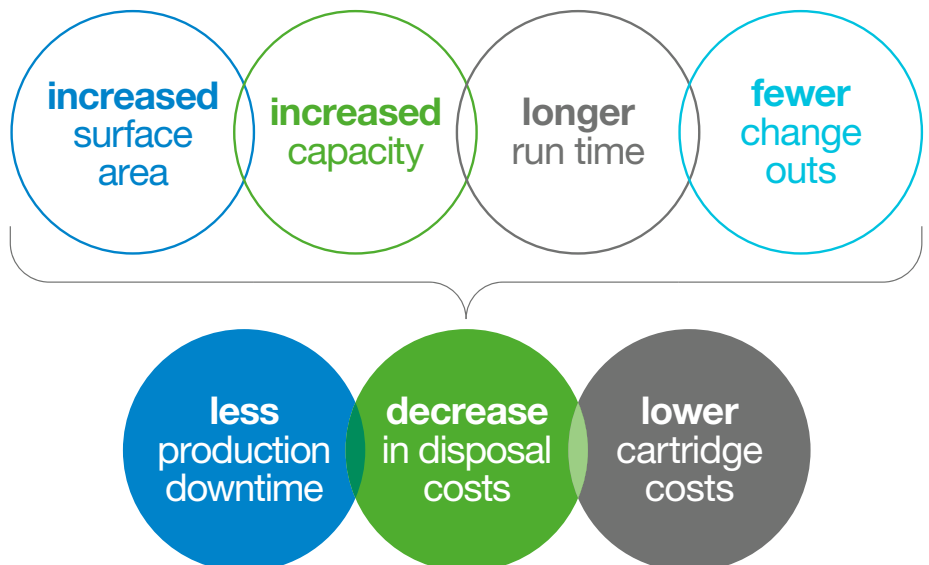 increased
surface
area
increased
capacity
longer
run time
fewer
change
outs
less
production
downtime
decrease
in disposal
costs
lower
cartridge
costs